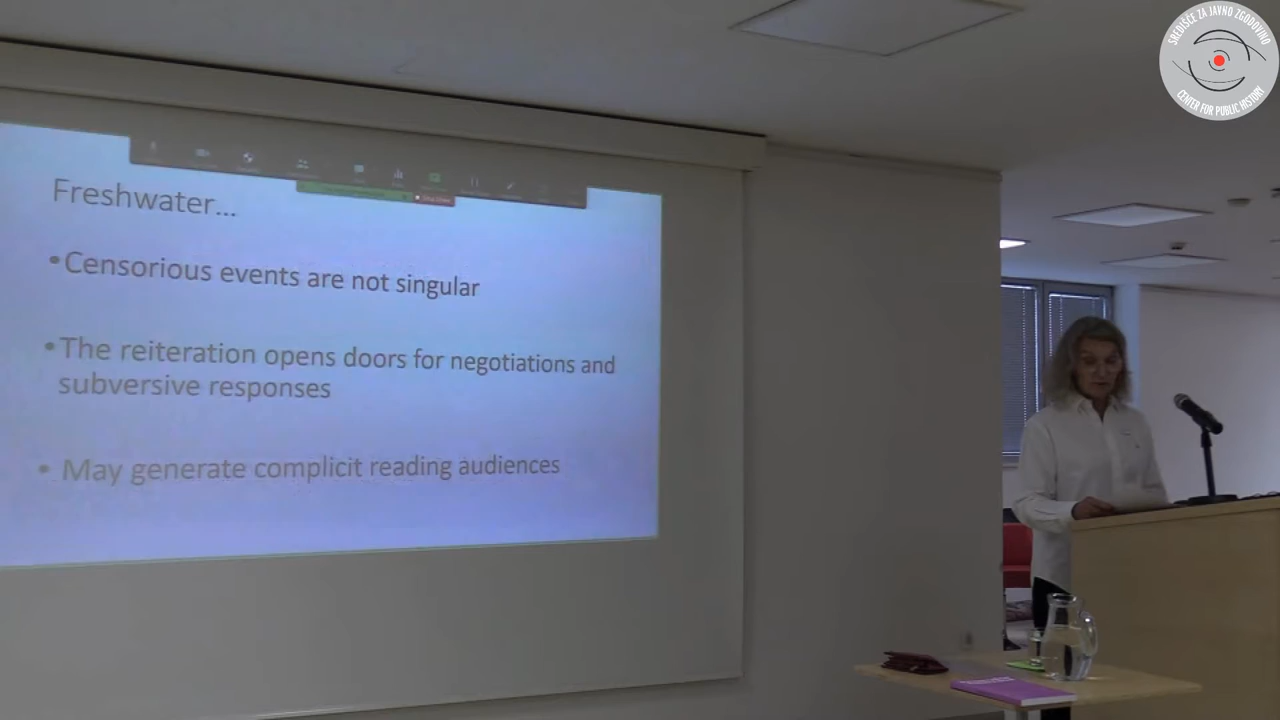 SREDIŠČE ZA JAVNO ZGODOVINO
CENTER FOR PUBLIC HISTORY
Freshwater...
•Censorious events are not singular
•The reiteration opens doors for negotiations and
subversive responses
• May generate complicit reading audiences